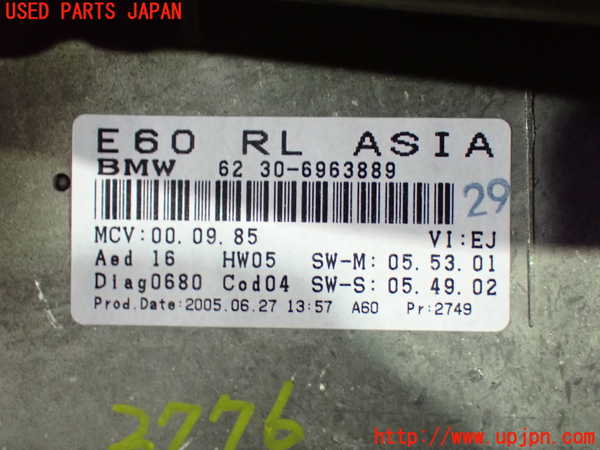 USED PARTS JAPAN
E60 RL ASIA
BMW 62 30-6963889
29
MCV:00. 09. 85 VI:EJ
Aed 16 HW05 SW-M: 05. 53. 01
Diag0680 Cod04 SW-S: 05. 49. 02
Prod.Date:2005.06.27 13:57 A60 Pr:2749
2776
http://www.upjpn.com/